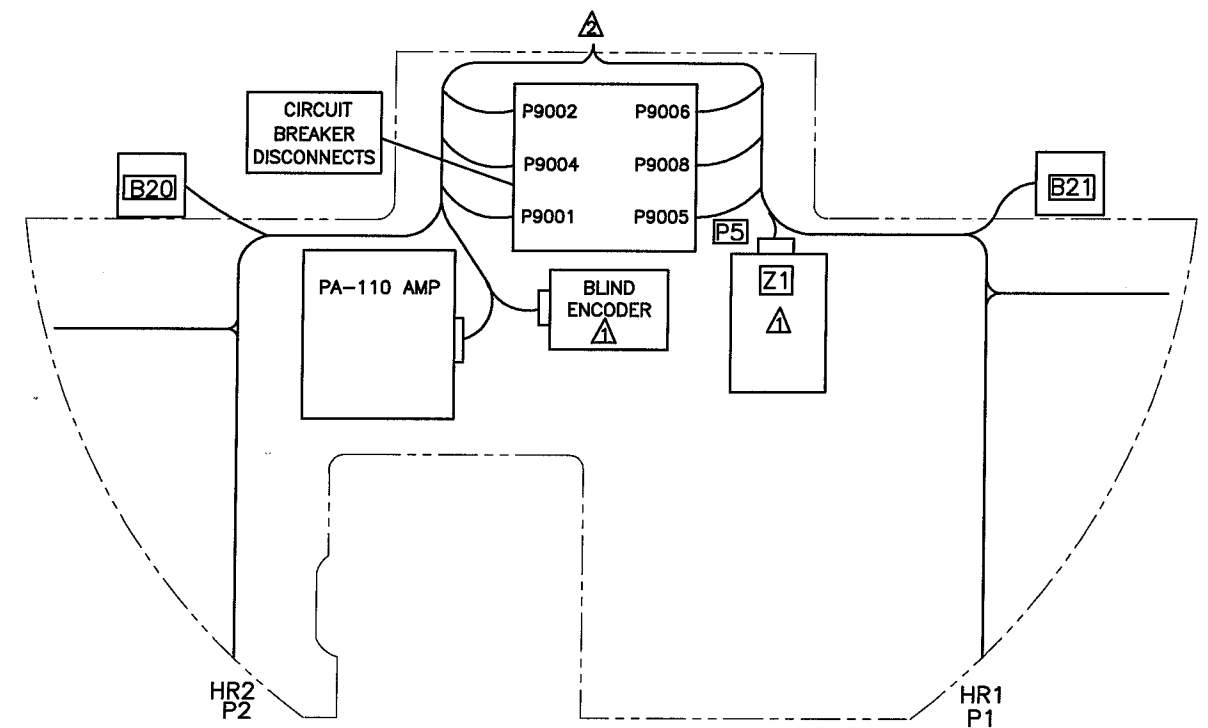 2
CIRCUIT
BREAKER
DISCONNECTS
P9002
P9006
P9004
P9008
P9001
P9005
B20
B21
P5
PA-110 AMP
BLIND
ENCODER
1
Z1
1
HR2
P2
HR1
P1